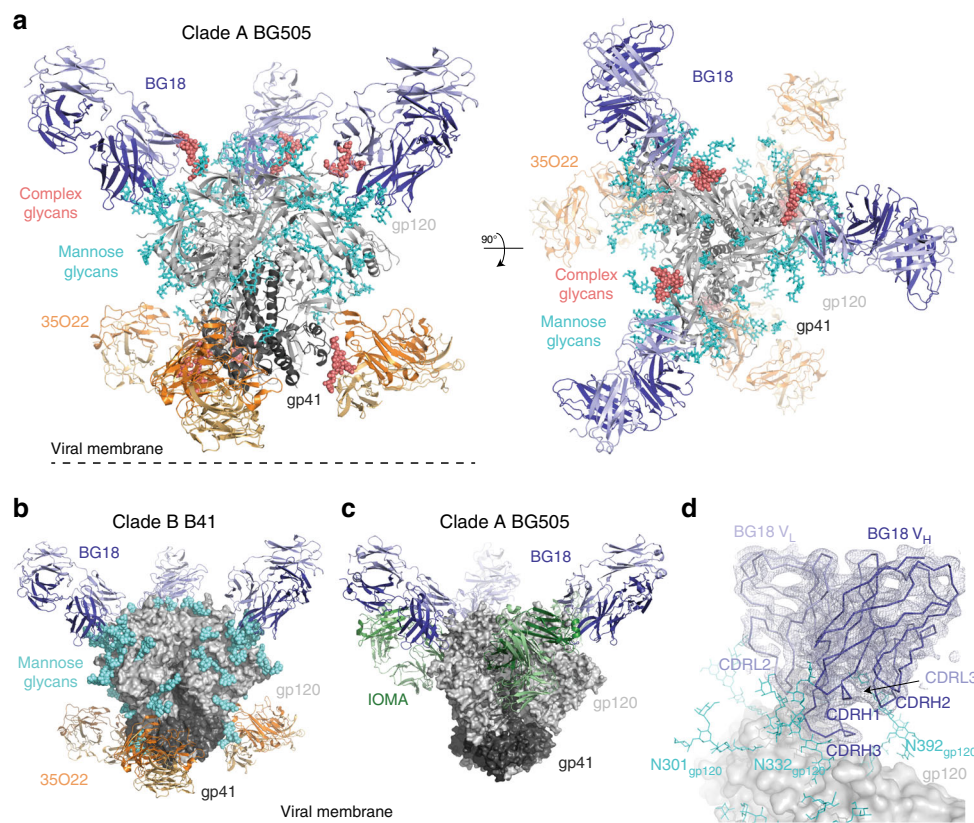 a
Clade A BG505
BG18
Complex
glycans
gp120
Mannose
glycans
35O22
gp41
Viral membrane
90°
BG18
35O22
Complex
glycans
gp120
Mannose
glycans
gp41
b
Clade B B41
BG18
Mannose
glycans
gp120
35O22
gp41
Viral membrane
c
Clade A BG505
BG18
IOMA
gp120
gp41
d
BG18 VL
BG18 VH
CDRL2
CDRL3
CDRH1
CDRH2
CDRH3
N392gp120
N301gp120
N332gp120
gp120